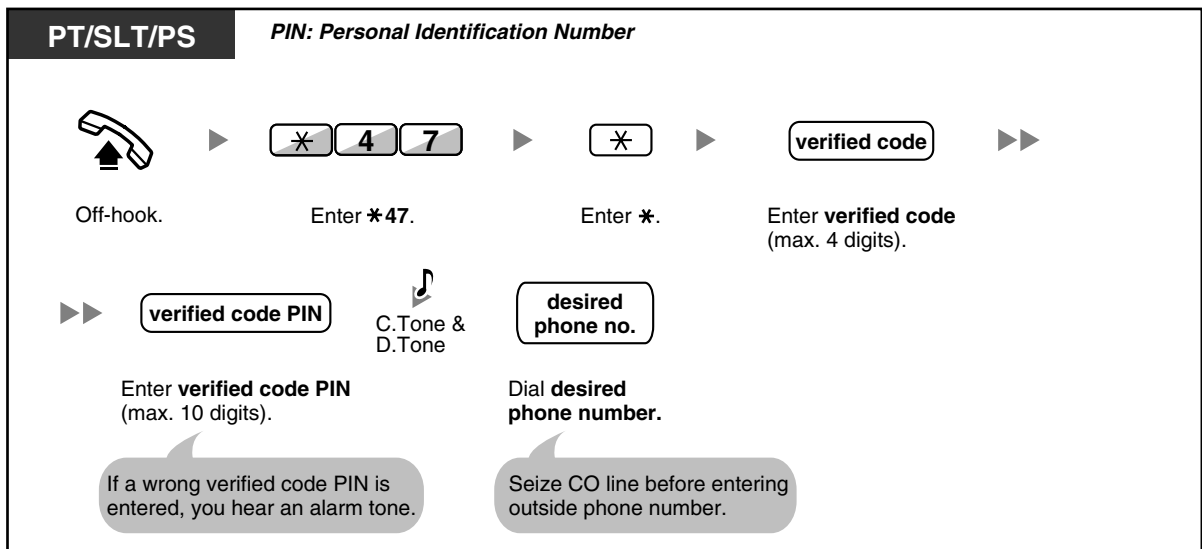 PT/SLT/PS
PIN: Personal Identification Number
* 4 7
*
verified code
Off-hook.
Enter *47.
Enter *.
Enter verified code
(max. 4 digits).
verified code PIN
C.Tone &
D.Tone
desired
phone no.
Enter verified code PIN
(max. 10 digits).
Dial desired
phone number.
If a wrong verified code PIN is
entered, you hear an alarm tone.
Seize CO line before entering
outside phone number.